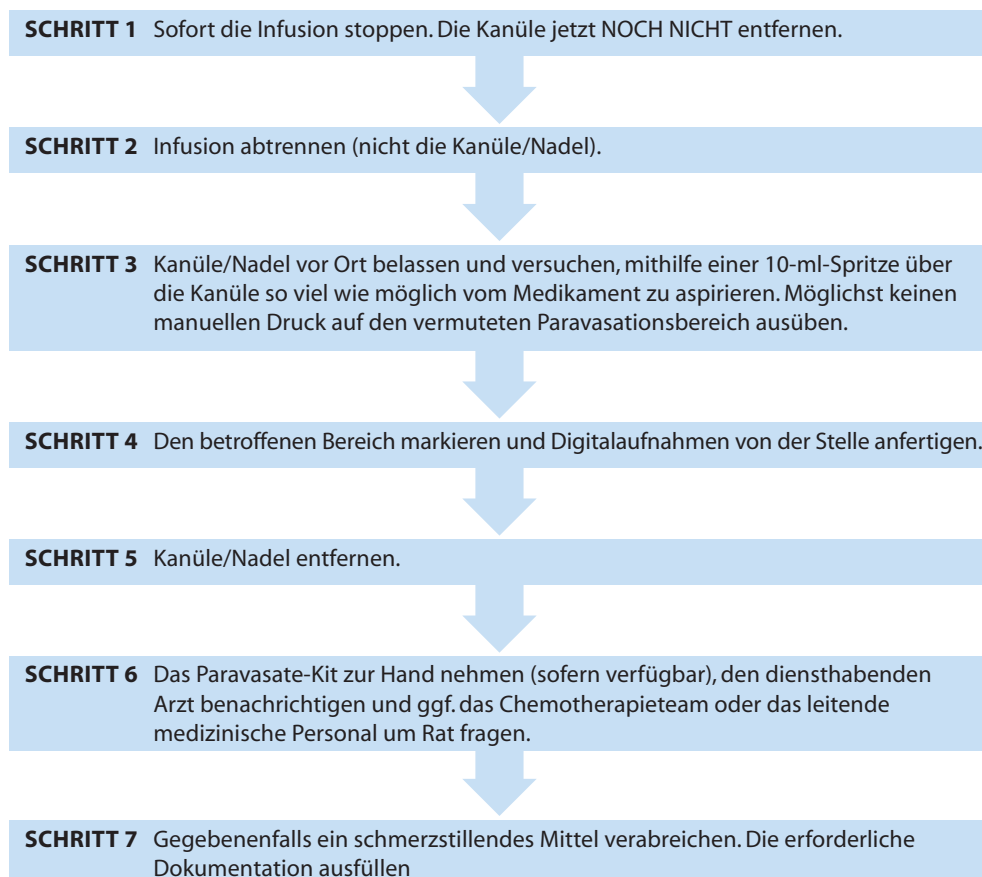 SCHRITT 1 Sofort die Infusion stoppen. Die Kanüle jetzt NOCH NICHT entfernen.
SCHRITT 2 Infusion abtrennen (nicht die Kanüle/Nadel).
SCHRITT 3 Kanüle/Nadel vor Ort belassen und versuchen, mithilfe einer 10-ml-Spritze über
die Kanüle so viel wie möglich vom Medikament zu aspirieren. Möglichst keinen
manuellen Druck auf den vermuteten Paravasationsbereich ausüben.
SCHRITT 4 Den betroffenen Bereich markieren und Digitalaufnahmen von der Stelle anfertigen.
SCHRITT 5 Kanüle/Nadel entfernen.
SCHRITT 6 Das Paravasate-Kit zur Hand nehmen (sofern verfügbar), den diensthabenden
Arzt benachrichtigen und ggf. das Chemotherapieteam oder das leitende
medizinische Personal um Rat fragen.
SCHRITT 7 Gegebenenfalls ein schmerzstillendes Mittel verabreichen. Die erforderliche
Dokumentation ausfüllen